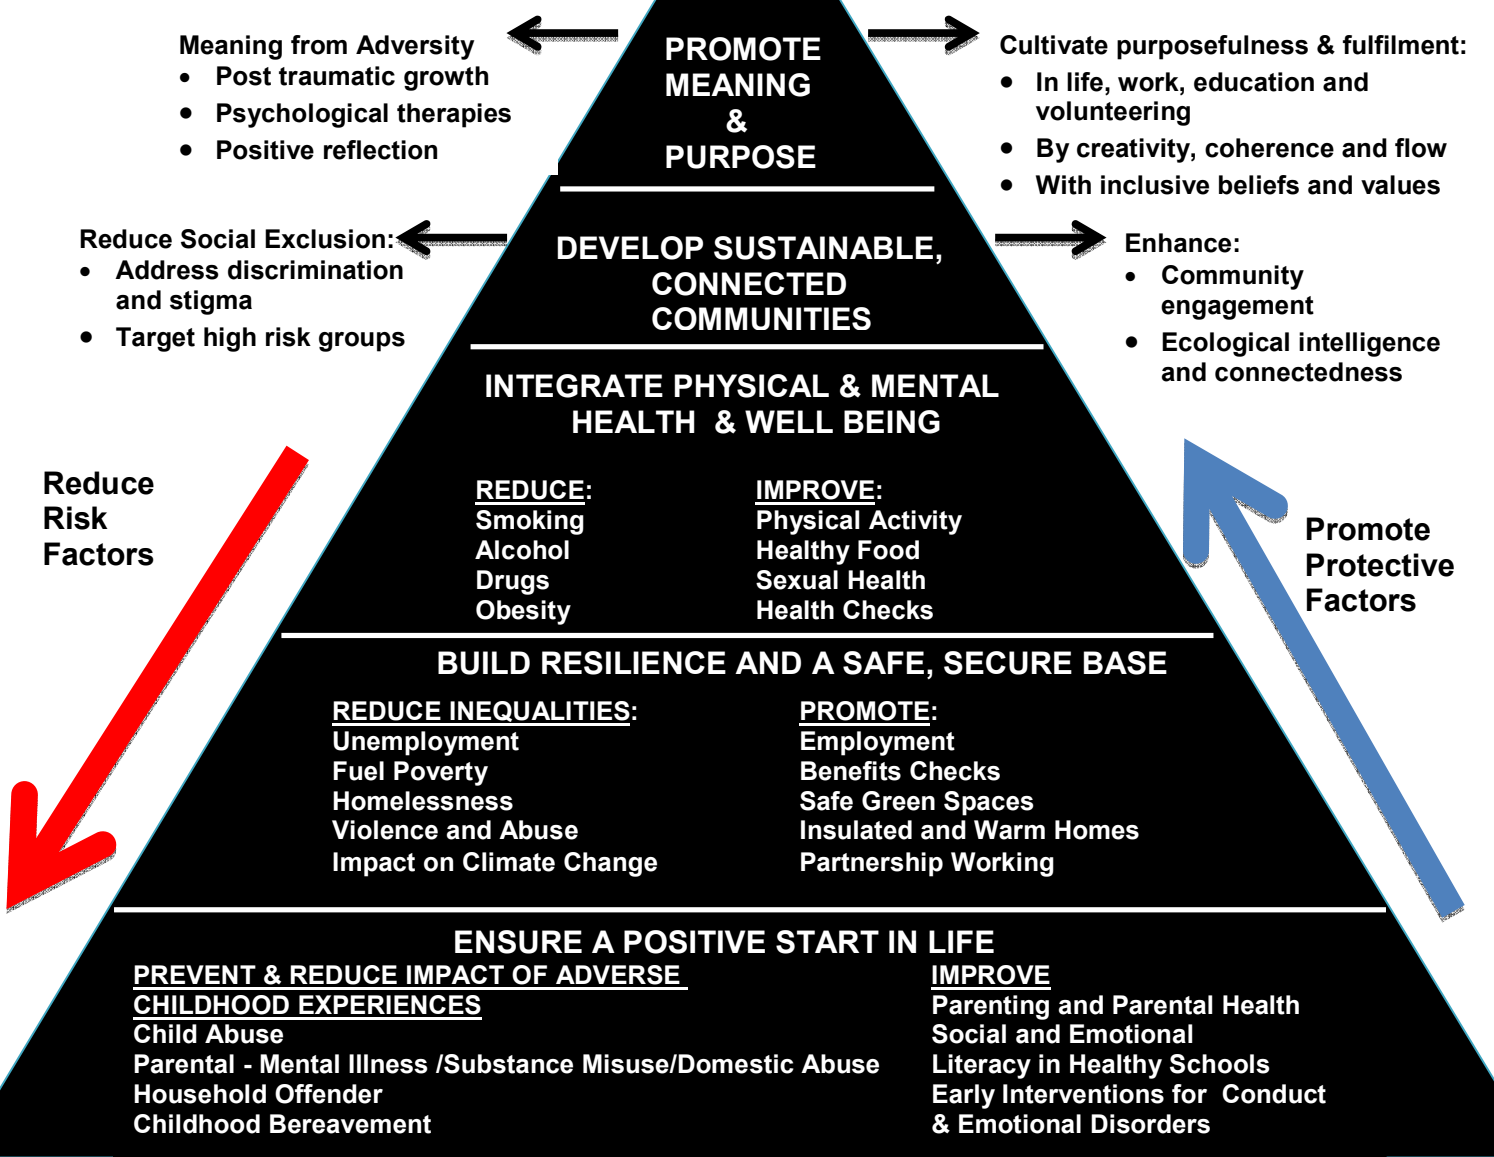 Meaning from Adversity
• Post traumatic growth
• Psychological therapies
• Positive reflection
PROMOTE
MEANING
&
PURPOSE
Cultivate purposefulness & fulfilment:
• In life, work, education and
volunteering
• By creativity, coherence and flow
• With inclusive beliefs and values
Reduce Social Exclusion:
• Address discrimination
and stigma
• Target high risk groups
DEVELOP SUSTAINABLE,
CONNECTED
COMMUNITIES
Enhance:
• Community
engagement
• Ecological intelligence
and connectedness
INTEGRATE PHYSICAL & MENTAL
HEALTH & WELL BEING
REDUCE:
Smoking
Alcohol
Drugs
Obesity
IMPROVE:
Physical Activity
Healthy Food
Sexual Health
Health Checks
Reduce
Risk
Factors
Promote
Protective
Factors
BUILD RESILIENCE AND A SAFE, SECURE BASE
REDUCE INEQUALITIES:
Unemployment
Fuel Poverty
Homelessness
Violence and Abuse
Impact on Climate Change
PROMOTE:
Employment
Benefits Checks
Safe Green Spaces
Insulated and Warm Homes
Partnership Working
ENSURE A POSITIVE START IN LIFE
PREVENT & REDUCE IMPACT OF ADVERSE
CHILDHOOD EXPERIENCES
Child Abuse
Parental - Mental Illness /Substance Misuse/Domestic Abuse
Household Offender
Childhood Bereavement
IMPROVE
Parenting and Parental Health
Social and Emotional
Literacy in Healthy Schools
Early Interventions for Conduct
& Emotional Disorders